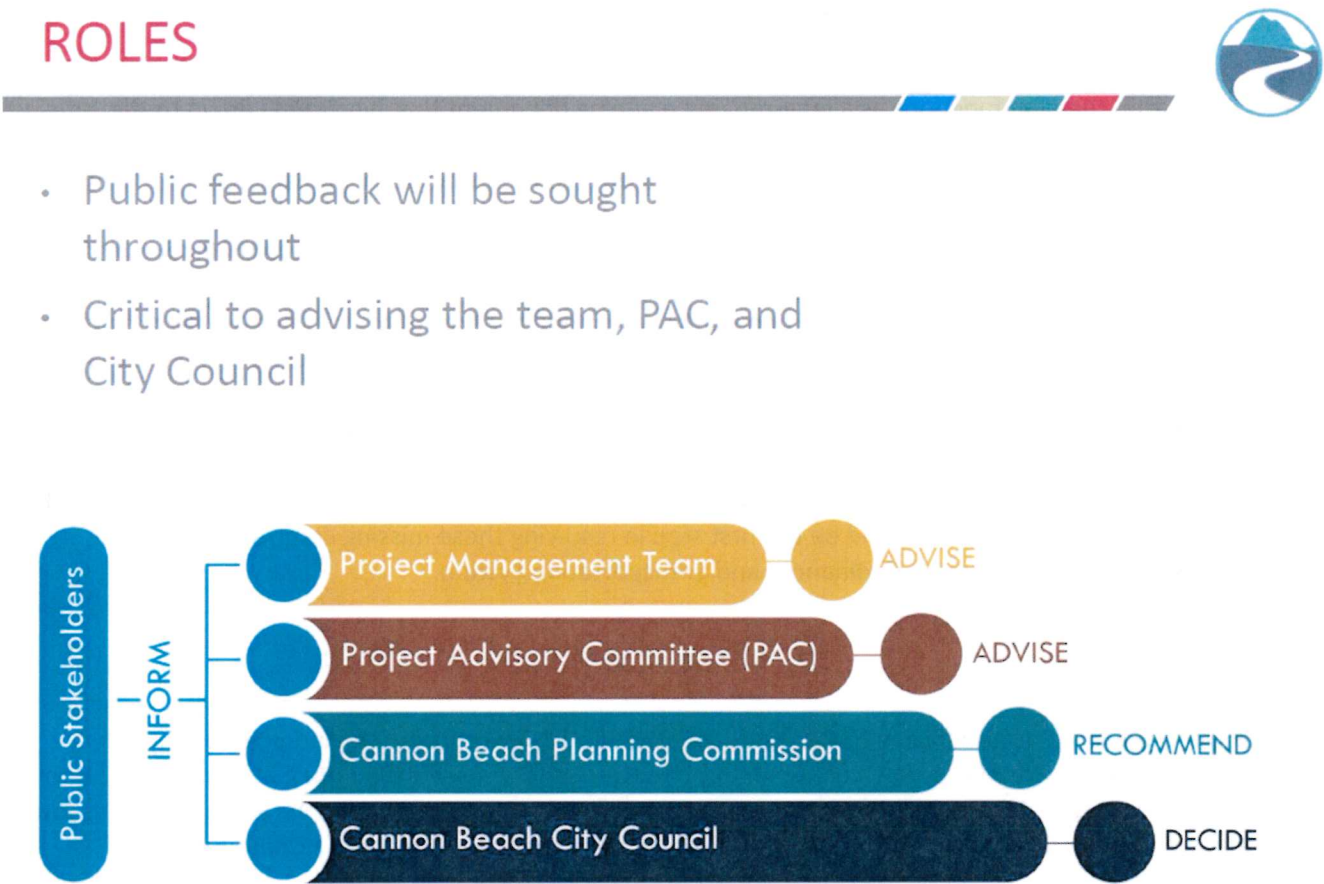 ROLES
• Public feedback will be sought
throughout
• Critical to advising the team, PAC, and
City Council
Public Stakeholders
INFORM
Project Management Team
ADVISE
Project Advisory Committee (PAC)
ADVISE
Cannon Beach Planning Commission
RECOMMEND
Cannon Beach City Council
DECIDE